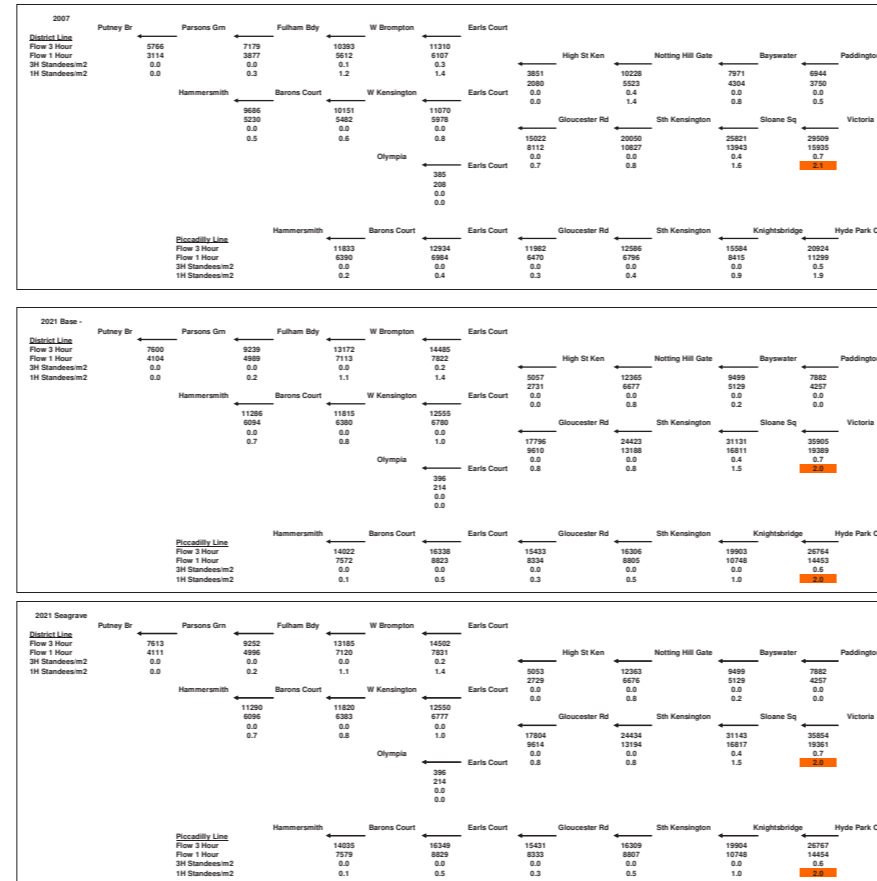 2007
Putney Br Parsons Grn Fulham Bdy W Brompton Earls Court
District Line
Flow 3 Hour 5766 7179 10393 11310
Flow 1 Hour 3114 3877 5612 6107 High St Ken Notting Hill Gate Bayswater Paddington
3H Standees/m2 0.0 0.0 0.1 0.3
1H Standees/m2 0.0 0.3 1.2 1.4 3851 10228 7971 6944
2080 5523 4304 3750
Hammersmith Barons Court W Kensington Earls Court 0.0 0.4 0.0 0.0
0.0 1.4 0.8 0.5
9686 10151 11070
5230 5482 5978 Gloucester Rd Sth Kensington Sloane Sq Victoria
0.0 0.0 0.0 15022 20050 25821 29509
0.5 0.6 0.8 8112 10827 13943 15935
Olympia 0.0 0.0 0.4 0.7
Earls Court 0.7 0.8 1.6 2.1
385
208
0.0
0.0
Hammersmith Barons Court Earls Court Gloucester Rd Sth Kensington Knightsbridge Hyde Park C
Piccadilly Line
Flow 3 Hour 11833 12934 11982 12586 15584 20924
Flow 1 Hour 6390 6984 6470 6796 8415 11299
3H Standees/m2 0.0 0.0 0.0 0.0 0.0 0.5
1H Standees/m2 0.2 0.4 0.3 0.4 0.9 1.9
2021 Base -
Putney Br Parsons Grn Fulham Bdy W Brompton Earls Court
District Line
Flow 3 Hour 7600 9239 13172 14485
Flow 1 Hour 4104 4989 7113 7822 High St Ken Notting Hill Gate Bayswater Paddington
3H Standees/m2 0.0 0.0 0.0 0.2
1H Standees/m2 0.0 0.2 1.1 1.4 5057 12365 9499 7882
2731 6677 5129 4257
Hammersmith Barons Court W Kensington Earls Court 0.0 0.0 0.0 0.0
0.0 0.8 0.2 0.0
11286 11815 12555
6094 6380 6780 Gloucester Rd Sth Kensington Sloane Sq Victoria
0.0 0.0 0.0 17796 24423 31131 35905
0.7 0.8 1.0 9610 13188 16811 19389
Olympia 0.0 0.0 0.4 0.7
Earls Court 0.8 0.8 1.5 2.0
396
214
0.0
0.0
Hammersmith Barons Court Earls Court Gloucester Rd Sth Kensington Knightsbridge Hyde Park C
Piccadilly Line
Flow 3 Hour 14022 16338 15433 16306 19903 26764
Flow 1 Hour 7572 8823 8334 8805 10748 14453
3H Standees/m2 0.0 0.0 0.0 0.0 0.0 0.6
1H Standees/m2 0.1 0.5 0.3 0.5 1.0 2.0
2021 Seagrave
Putney Br Parsons Grn Fulham Bdy W Brompton Earls Court
District Line
Flow 3 Hour 7613 9252 13185 14502
Flow 1 Hour 4111 4996 7120 7831 High St Ken Notting Hill Gate Bayswater Paddington
3H Standees/m2 0.0 0.0 0.0 0.2
1H Standees/m2 0.0 0.2 1.1 1.4 5053 12363 9499 7882
2729 6676 5129 4257
Hammersmith Barons Court W Kensington Earls Court 0.0 0.0 0.0 0.0
0.0 0.8 0.2 0.0
11290 11820 12550
6096 6383 6777 Gloucester Rd Sth Kensington Sloane Sq Victoria
0.0 0.0 0.0 17804 24434 31143 35854
0.7 0.8 1.0 9614 13194 16817 19361
Olympia 0.0 0.0 0.4 0.7
Earls Court 0.8 0.8 1.5 2.0
396
214
0.0
0.0
Hammersmith Barons Court Earls Court Gloucester Rd Sth Kensington Knightsbridge Hyde Park C
Piccadilly Line
Flow 3 Hour 14035 16349 15431 16309 19904 26767
Flow 1 Hour 7579 8829 8333 8807 10748 14454
3H Standees/m2 0.0 0.0 0.0 0.0 0.0 0.6
1H Standees/m2 0.1 0.5 0.3 0.5 1.0 2.0